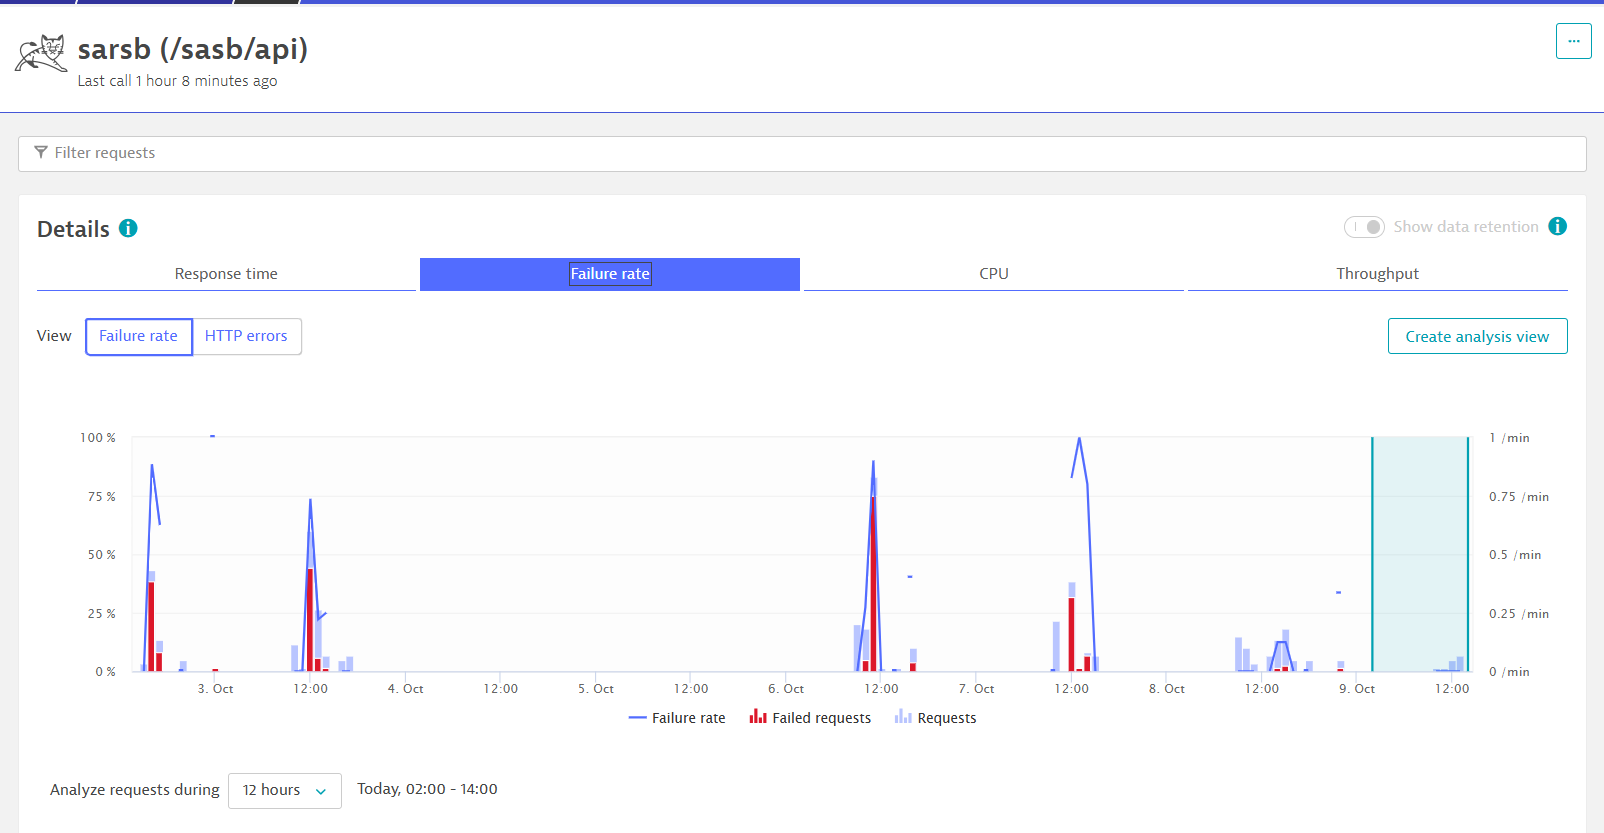 sarsb (/sasb/api)
Last call 1 hour 8 minutes ago
...
Filter requests
Details
Show data retention
Response time
Failure rate
CPU
Throughput
View
Failure rate
HTTP errors
Create analysis view
100 %
75 %
50 %
25 %
0 %
1 /min
0.75 /min
0.5 /min
0.25 /min
0 /min
3. Oct
12:00
4. Oct
12:00
5. Oct
12:00
6. Oct
12:00
7. Oct
12:00
8. Oct
12:00
9. Oct
12:00
Failure rate
Failed requests
Requests
Analyze requests during
12 hours
Today, 02:00 - 14:00